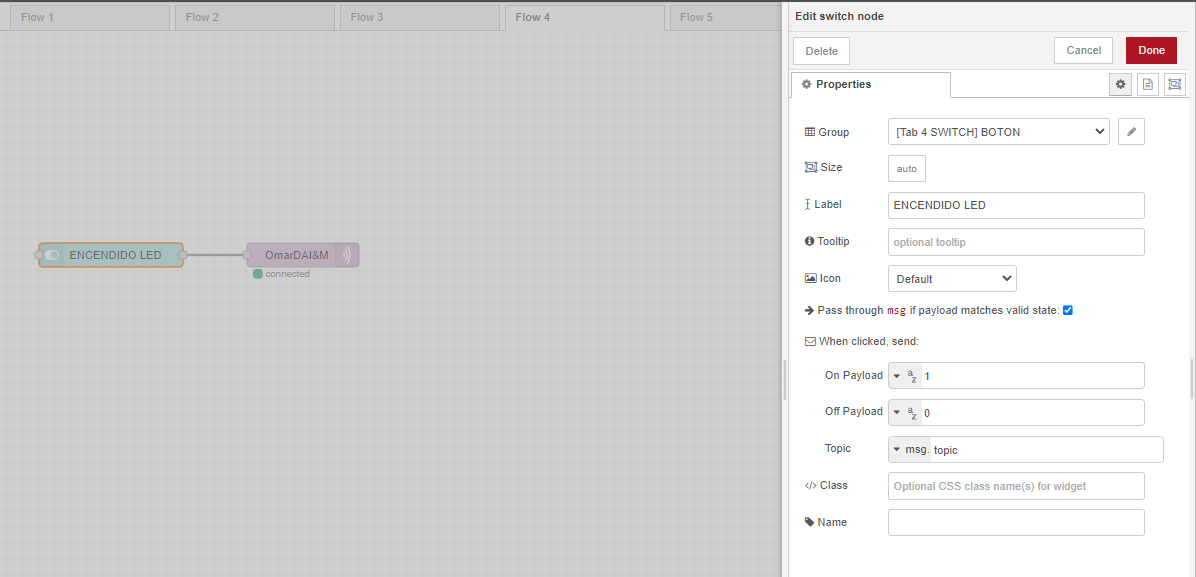 Flow 1
Flow 2
Flow 3
Flow 4
Flow 5
ENCENDIDO LED
OmarDAI&M
connected
Edit switch node
Delete
Cancel
Done
Properties
Group
[Tab 4 SWITCH] BOTON
Size
auto
Label
ENCENDIDO LED
Tooltip
optional tooltip
Icon
Default
Pass through msg if payload matches valid state:
When clicked, send:
On Payload
az 1
Off Payload
az 0
Topic
msg. topic
</> Class
Optional CSS class name(s) for widget
Name